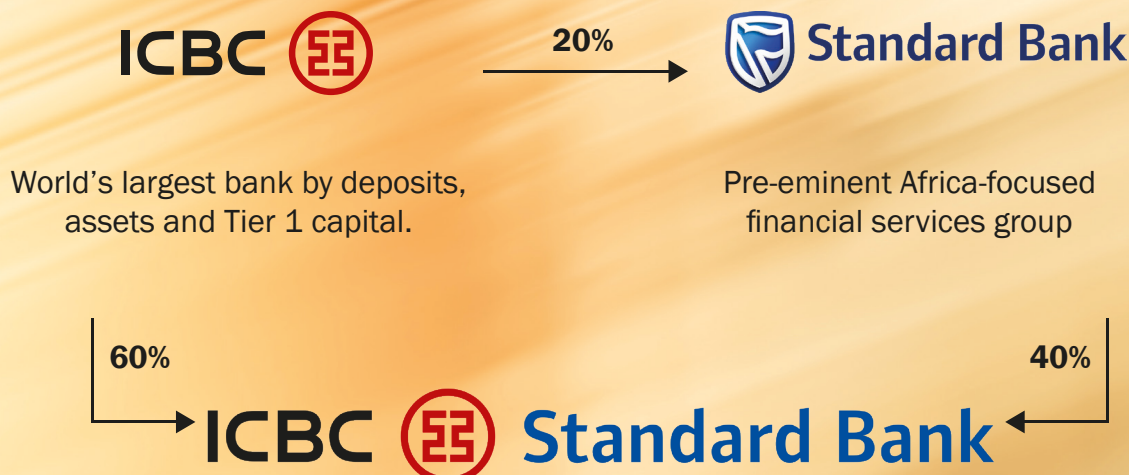 ICBC
20%
Standard Bank
World’s largest bank by deposits,
assets and Tier 1 capital.
Pre-eminent Africa-focused
financial services group
60%
40%
ICBC Standard Bank